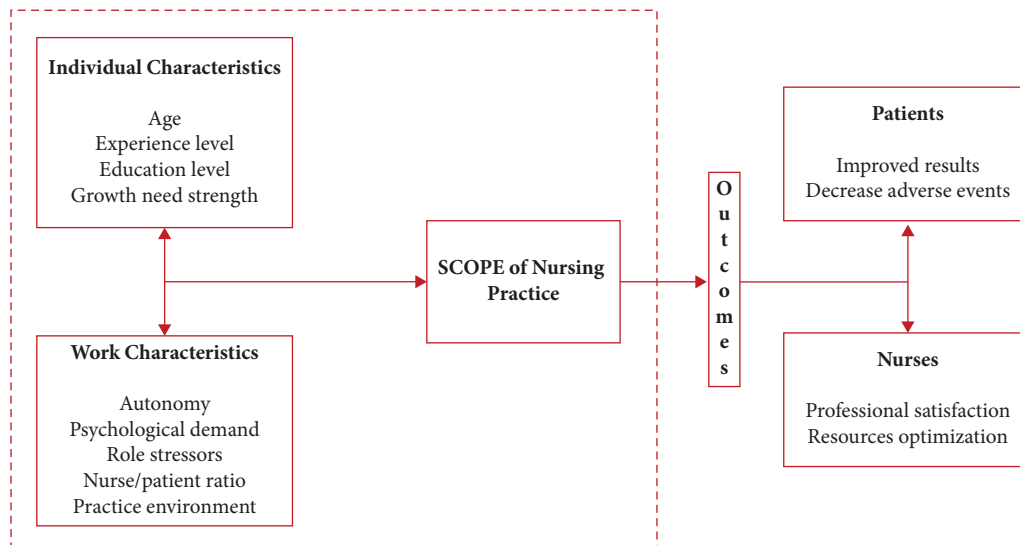 Individual Characteristics
Age
Experience level
Education level
Growth need strength
Work Characteristics
Autonomy
Psychological demand
Role stressors
Nurse/patient ratio
Practice environment
SCOPE of Nursing
Practice
Outcomes
Patients
Improved results
Decrease adverse events
Nurses
Professional satisfaction
Resources optimization